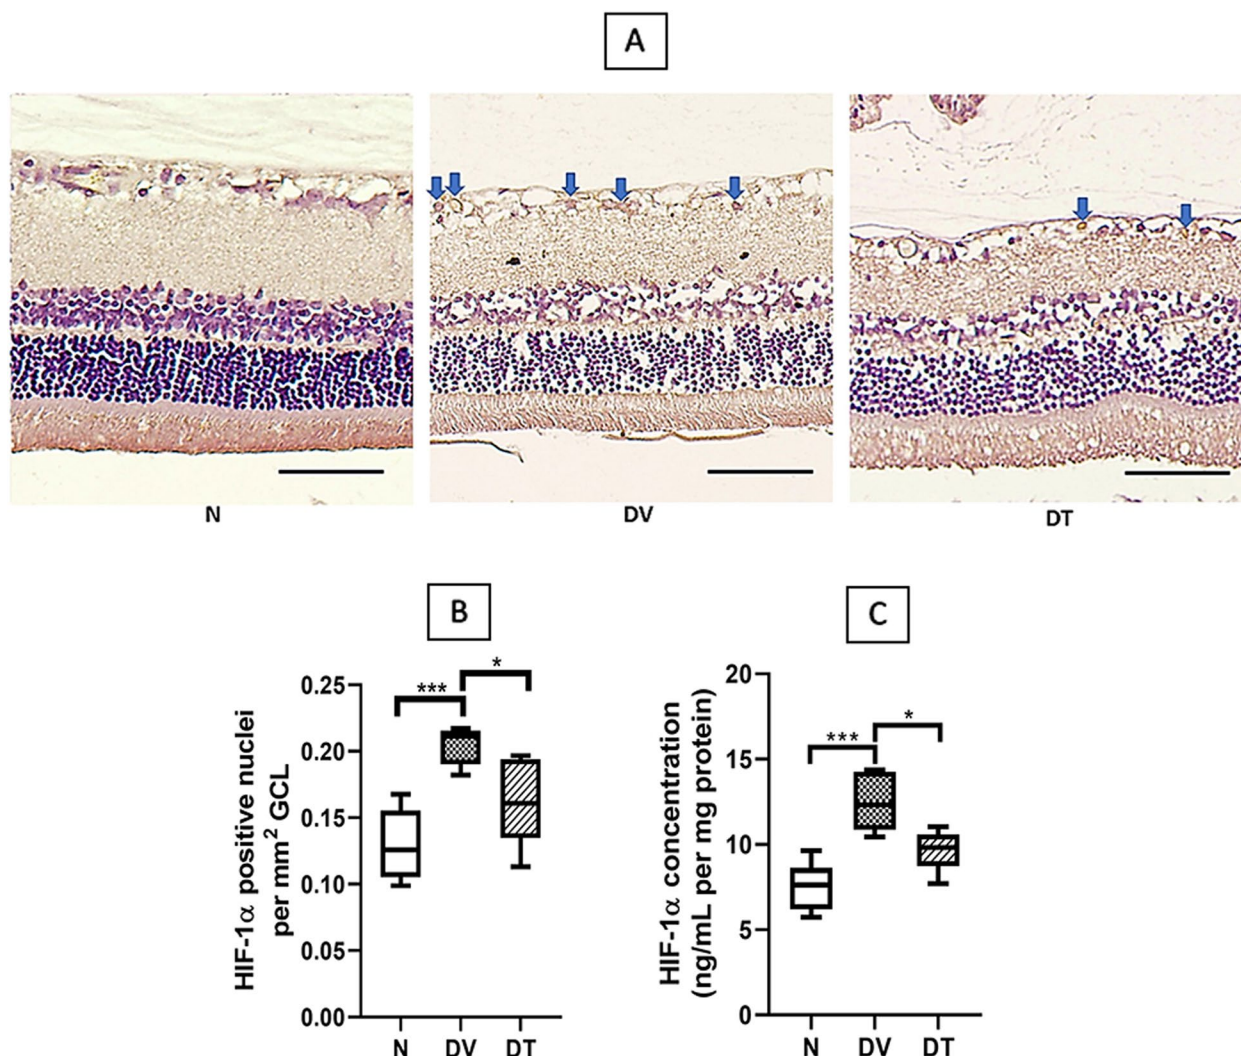 A
N
DV
DT
B
HIF-1α positive nuclei
per mm² GCL
0.25
0.20
0.15
0.10
0.05
0.00
***
*
N
DV
DT
C
HIF-1α concentration
(ng/mL per mg protein)
20
15
10
5
0
***
*
N
DV
DT